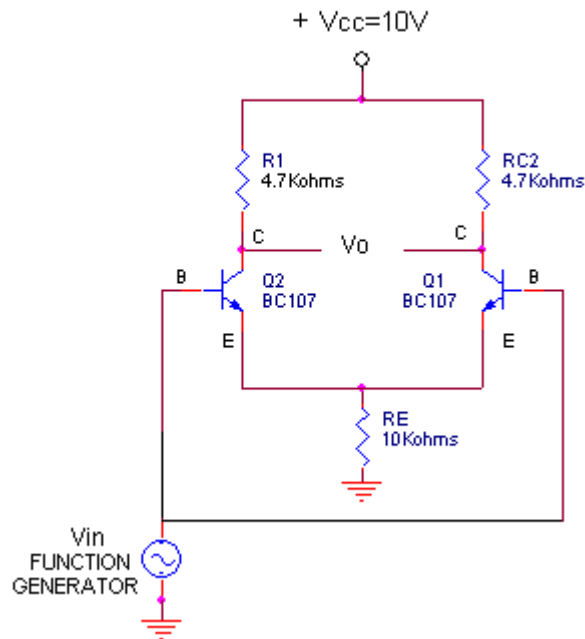 + Vcc=10V
R1
4.7Kohms
RC2
4.7Kohms
C
Vo
C
B
Q2
BC107
Q1
BC107
B
E
E
RE
10Kohms
Vin
FUNCTION
GENERATOR